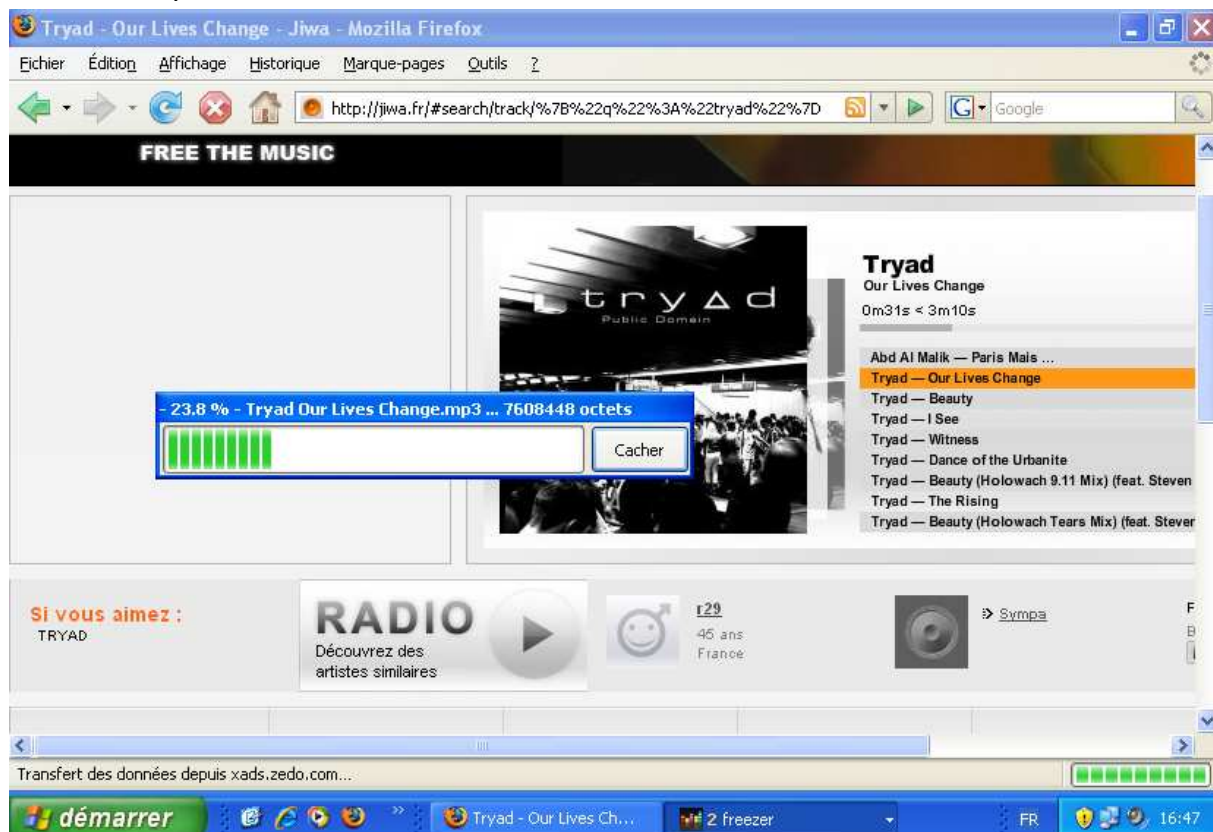 Tryad - Our Lives Change - Jiwa - Mozilla Firefox
Fichier Édition Affichage Historique Marque-pages Outils ?
http://jiwa.fr/#search/track/%7B%22q%22%3A%22tryad%22%7D G Google
FREE THE MUSIC
tryad
Public Domain
Tryad
Our Lives Change
0m31s < 3m10s
Abd Al Malik — Paris Mais ...
Tryad — Our Lives Change
Tryad — Beauty
Tryad — I See
Tryad — Witness
Tryad — Dance of the Urbanite
Tryad — Beauty (Holowach 9.11 Mix) (feat. Steven
Tryad — The Rising
Tryad — Beauty (Holowach Tears Mix) (feat. Steven
- 23.8 % - Tryad Our Lives Change.mp3 ... 7608448 octets
Cacher
Si vous aimez :
TRYAD
RADIO
Découvrez des
artistes similaires
r29
45 ans
France
Sympa
F
B
Transfert des données depuis xads.zedo.com...
démarrer » Tryad - Our Lives Ch... 2 freezer FR 16:47